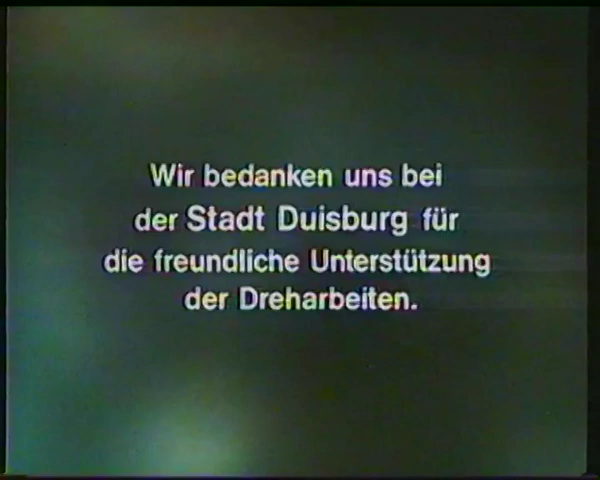 Wir bedanken uns bei
der Stadt Duisburg für
die freundliche Unterstützung
der Dreharbeiten.